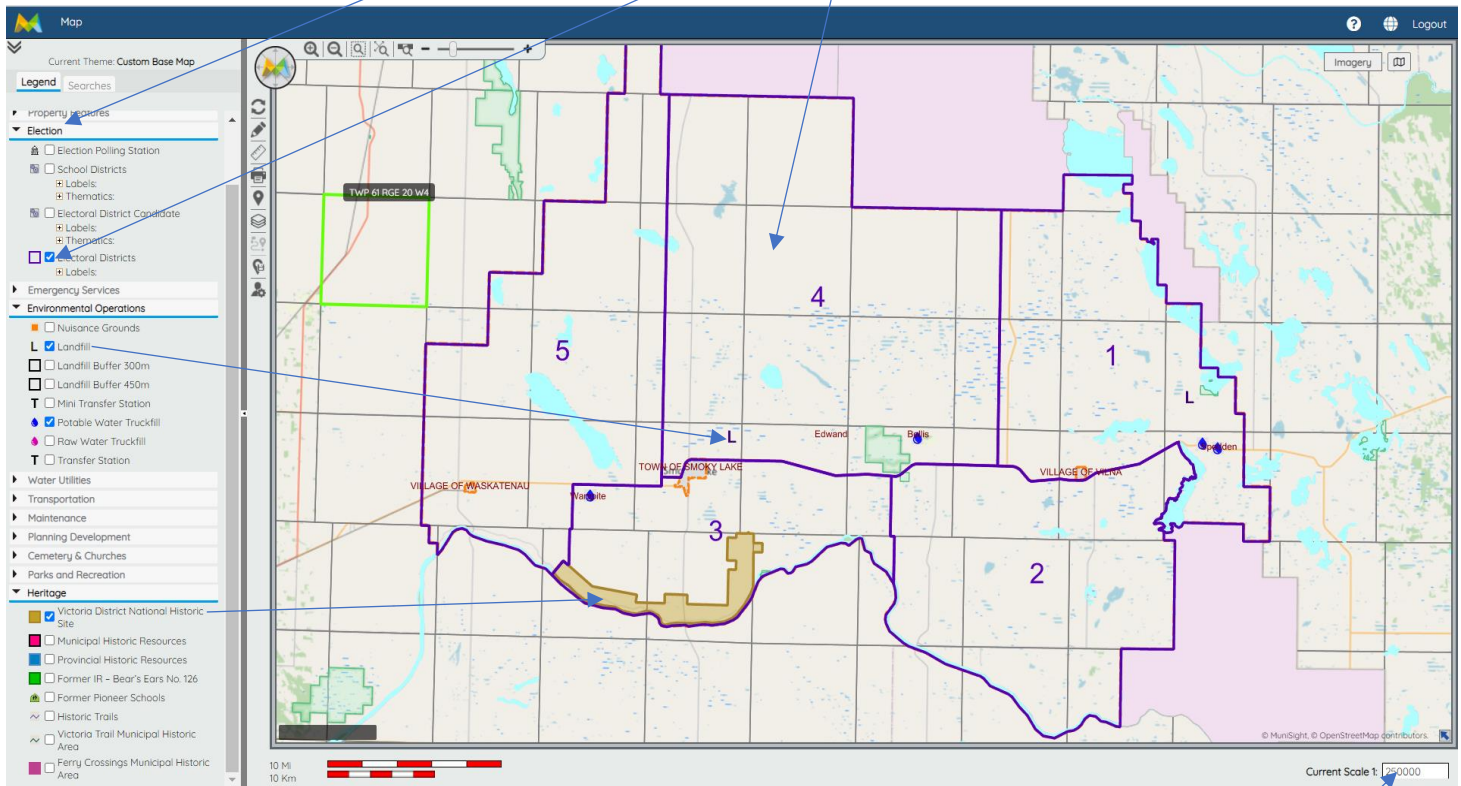 Map
Logout
Current Theme: Custom Base Map
Legend
Searches
Property Features
Election
Election Polling Station
School Districts
Labels:
Thematics:
Electoral District Candidate
Labels:
Thematics:
Electoral Districts
Labels:
Emergency Services
Environmental Operations
Nuisance Grounds
L Landfill
Landfill Buffer 300m
Landfill Buffer 450m
T Mini Transfer Station
Potable Water Truckfill
Raw Water Truckfill
T Transfer Station
Water Utilities
Transportation
Maintenance
Planning Development
Cemetery & Churches
Parks and Recreation
Heritage
Victoria District National Historic
Site
Municipal Historic Resources
Provincial Historic Resources
Former IR - Bear's Ears No. 126
Former Pioneer Schools
Historic Trails
Victoria Trail Municipal Historic
Area
Ferry Crossings Municipal Historic
Area
Imagery
TWP 61 RGE 20 W4
4
5
1
L
L
Edwand
Bellis
Spedden
TOWN OF SMOKY LAKE
VILLAGE OF VILNA
VILLAGE OF WASKATENAU
Warspite
3
2
© MuniSight, © OpenStreetMap contributors.
10 Mi
10 Km
Current Scale 1: 250000